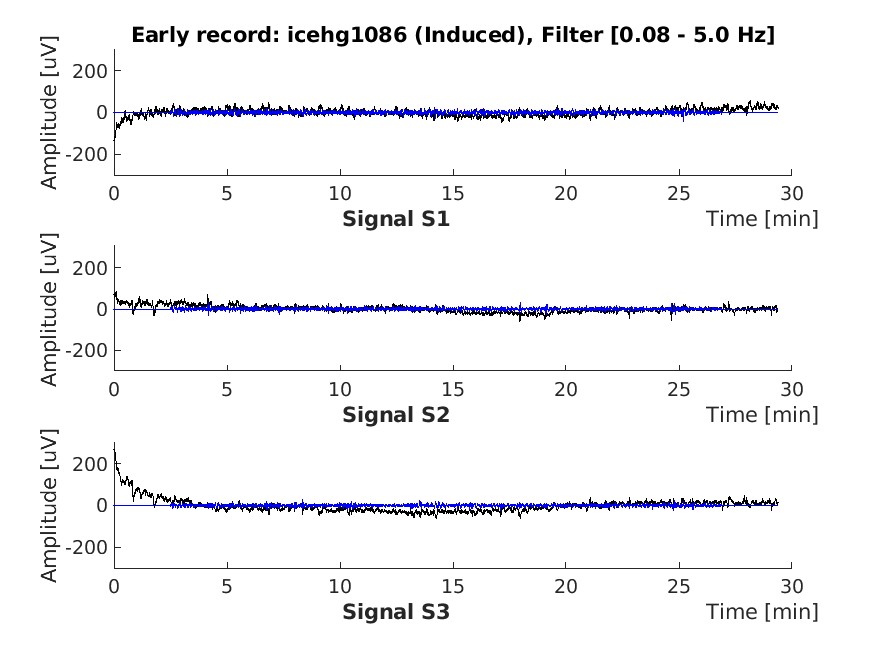 Early record: icehg1086 (Induced), Filter [0.08 - 5.0 Hz]
Amplitude [uV]
200
0
-200
0 5 10 15 20 25 30
Signal S1 Time [min]
Amplitude [uV]
200
0
-200
0 5 10 15 20 25 30
Signal S2 Time [min]
Amplitude [uV]
200
0
-200
0 5 10 15 20 25 30
Signal S3 Time [min]